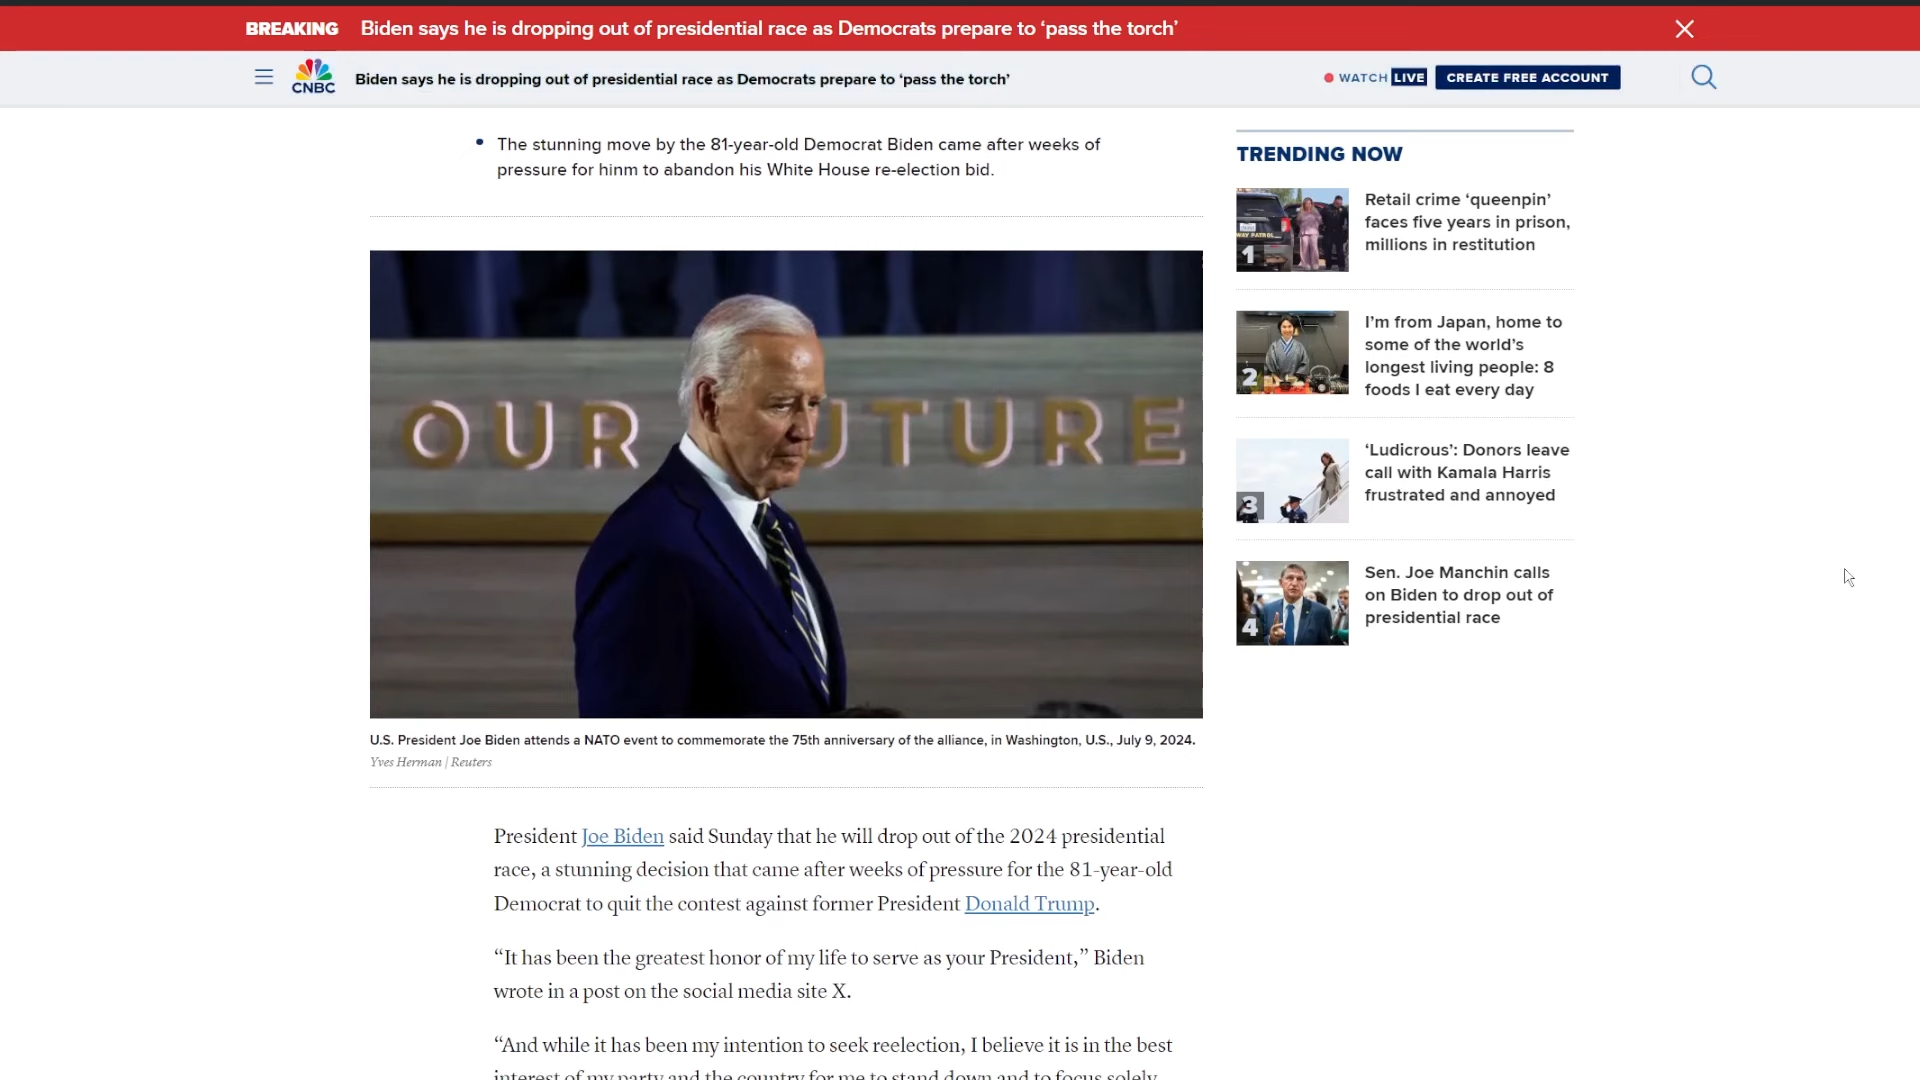 BREAKING Biden says he is dropping out of presidential race as Democrats prepare to ‘pass the torch’
CNBC
Biden says he is dropping out of presidential race as Democrats prepare to ‘pass the torch’
WATCH LIVE
CREATE FREE ACCOUNT
• The stunning move by the 81-year-old Democrat Biden came after weeks of
pressure for hinm to abandon his White House re-election bid.
OUR UTURE
U.S. President Joe Biden attends a NATO event to commemorate the 75th anniversary of the alliance, in Washington, U.S., July 9, 2024.
Yves Herman | Reuters
President Joe Biden said Sunday that he will drop out of the 2024 presidential
race, a stunning decision that came after weeks of pressure for the 81-year-old
Democrat to quit the contest against former President Donald Trump.
“It has been the greatest honor of my life to serve as your President,” Biden
wrote in a post on the social media site X.
“And while it has been my intention to seek reelection, I believe it is in the best
interest of my party and the country for me to stand down and to focus solely
TRENDING NOW
1
Retail crime ‘queenpin’
faces five years in prison,
millions in restitution
2
I’m from Japan, home to
some of the world’s
longest living people: 8
foods I eat every day
3
‘Ludicrous’: Donors leave
call with Kamala Harris
frustrated and annoyed
4
Sen. Joe Manchin calls
on Biden to drop out of
presidential race